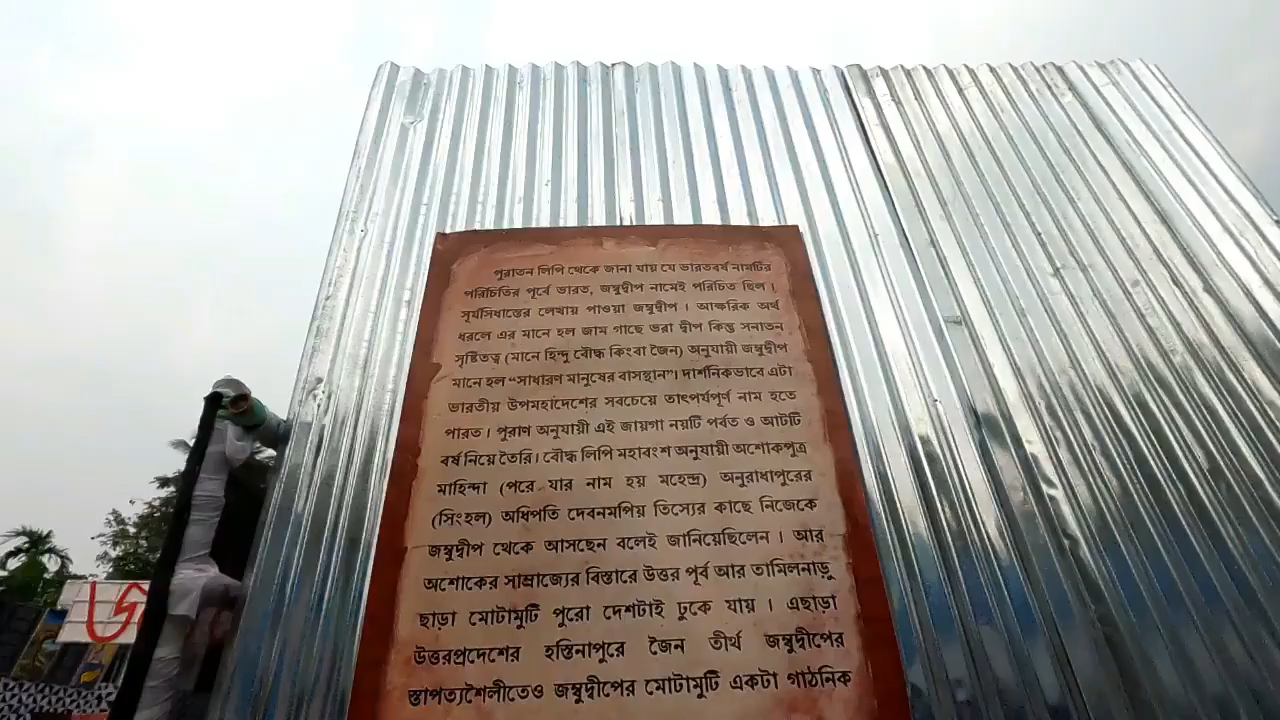 পুরাতন লিপি থেকে জানা যায় যে ভারতবর্ষ নামটির
পরিচিতির পূর্বে ভারত, জম্বুদ্বীপ নামেই পরিচিত ছিল ।
সূর্যসিধান্তের লেখায় পাওয়া জম্বুদ্বীপ । আক্ষরিক অর্থ
ধরলে এর মানে হল জাম গাছে ভরা দ্বীপ কিন্তু সনাতন
সৃষ্টিতত্ব (মানে হিন্দু বৌদ্ধ কিংবা জৈন) অনুযায়ী জম্বুদ্বীপ
মানে হল “সাধারণ মানুষের বাসস্থান”। দার্শনিকভাবে এটা
ভারতীয় উপমহাদেশের সবচেয়ে তাৎপর্যপূর্ণ নাম হতে
পারত । পুরাণ অনুযায়ী এই জায়গা নয়টি পর্বত ও আটটি
বর্ষ নিয়ে তৈরি। বৌদ্ধ লিপি মহাবংশ অনুযায়ী অশোকপুত্র
মাহিন্দা (পরে যার নাম হয় মহেন্দ্র) অনুরাধাপুরের
(সিংহল) অধিপতি দেবনমপিয় তিস্যের কাছে নিজেকে
জম্বুদ্বীপ থেকে আসছেন বলেই জানিয়েছিলেন । আর
অশোকের সাম্রাজ্যের বিস্তারে উত্তর পূর্ব আর তামিলনাড়ু
ছাড়া মোটামুটি পুরো দেশটাই ঢুকে যায় । এছাড়া
উত্তরপ্রদেশের হস্তিনাপুরে জৈন তীর্থ জম্বুদ্বীপের
স্তাপত্যশৈলীতেও জম্বুদ্বীপের মোটামুটি একটা গাঠনিক